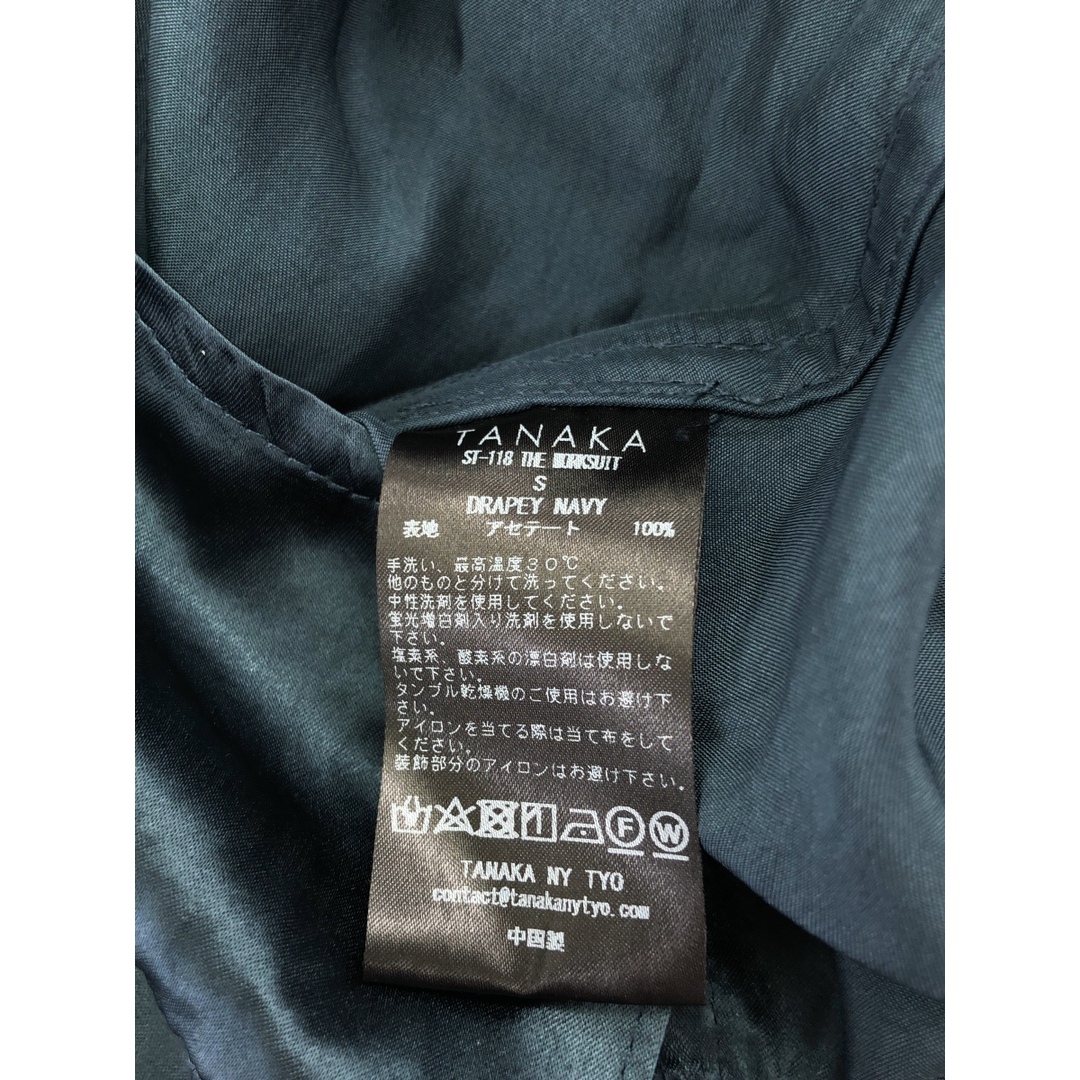 TANAKA
ST-118 THE WORKSUIT
S
DRAPEY NAVY
表地 アセテート 100%
手洗い、最高温度30℃
他のものと分けて洗ってください。
中性洗剤を使用してください。
蛍光増白剤入り洗剤を使用しないで
下さい。
塩素系、酸素系の漂白剤は使用しな
いで下さい。
タンブル乾燥機のご使用はお避け下
さい。
アイロンを当てる際は当て布をして
ください。
装飾部分のアイロンはお避け下さい。
F W
TANAKA NY TYO
contact@tanakanytyo.com
中国製